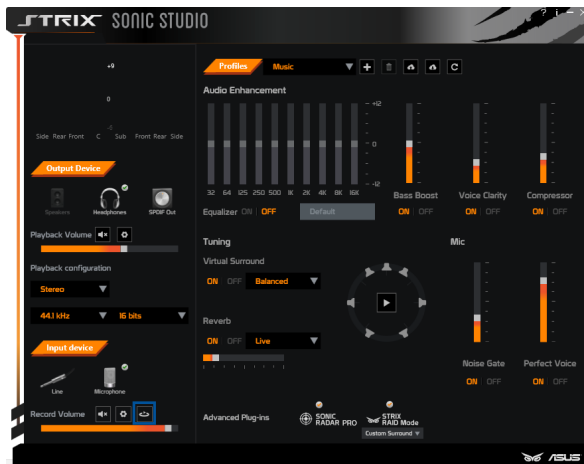 STRIX SONIC STUDIO
? i - ×
+9
0
-0
Side Rear Front C Sub Front Rear Side
Output Device
Speakers Headphones SPDIF Out
Playback Volume
Playback configuration
Stereo
44.1 kHz 16 bits
Input device
Line Microphone
Record Volume
Profiles Music
Audio Enhancement
+12
0
-12
32 64 125 250 500 1K 2K 4K 8K 16K
Equalizer ON | OFF Default
Bass Boost Voice Clarity Compressor
ON | OFF ON | OFF ON | OFF
Tuning
Virtual Surround
ON OFF Balanced
Reverb
ON OFF Live
Mic
Noise Gate Perfect Voice
ON | OFF ON | OFF
Advanced Plug-ins
SONIC RADAR PRO
STRIX RAID Mode
Custom Surround
ASUS